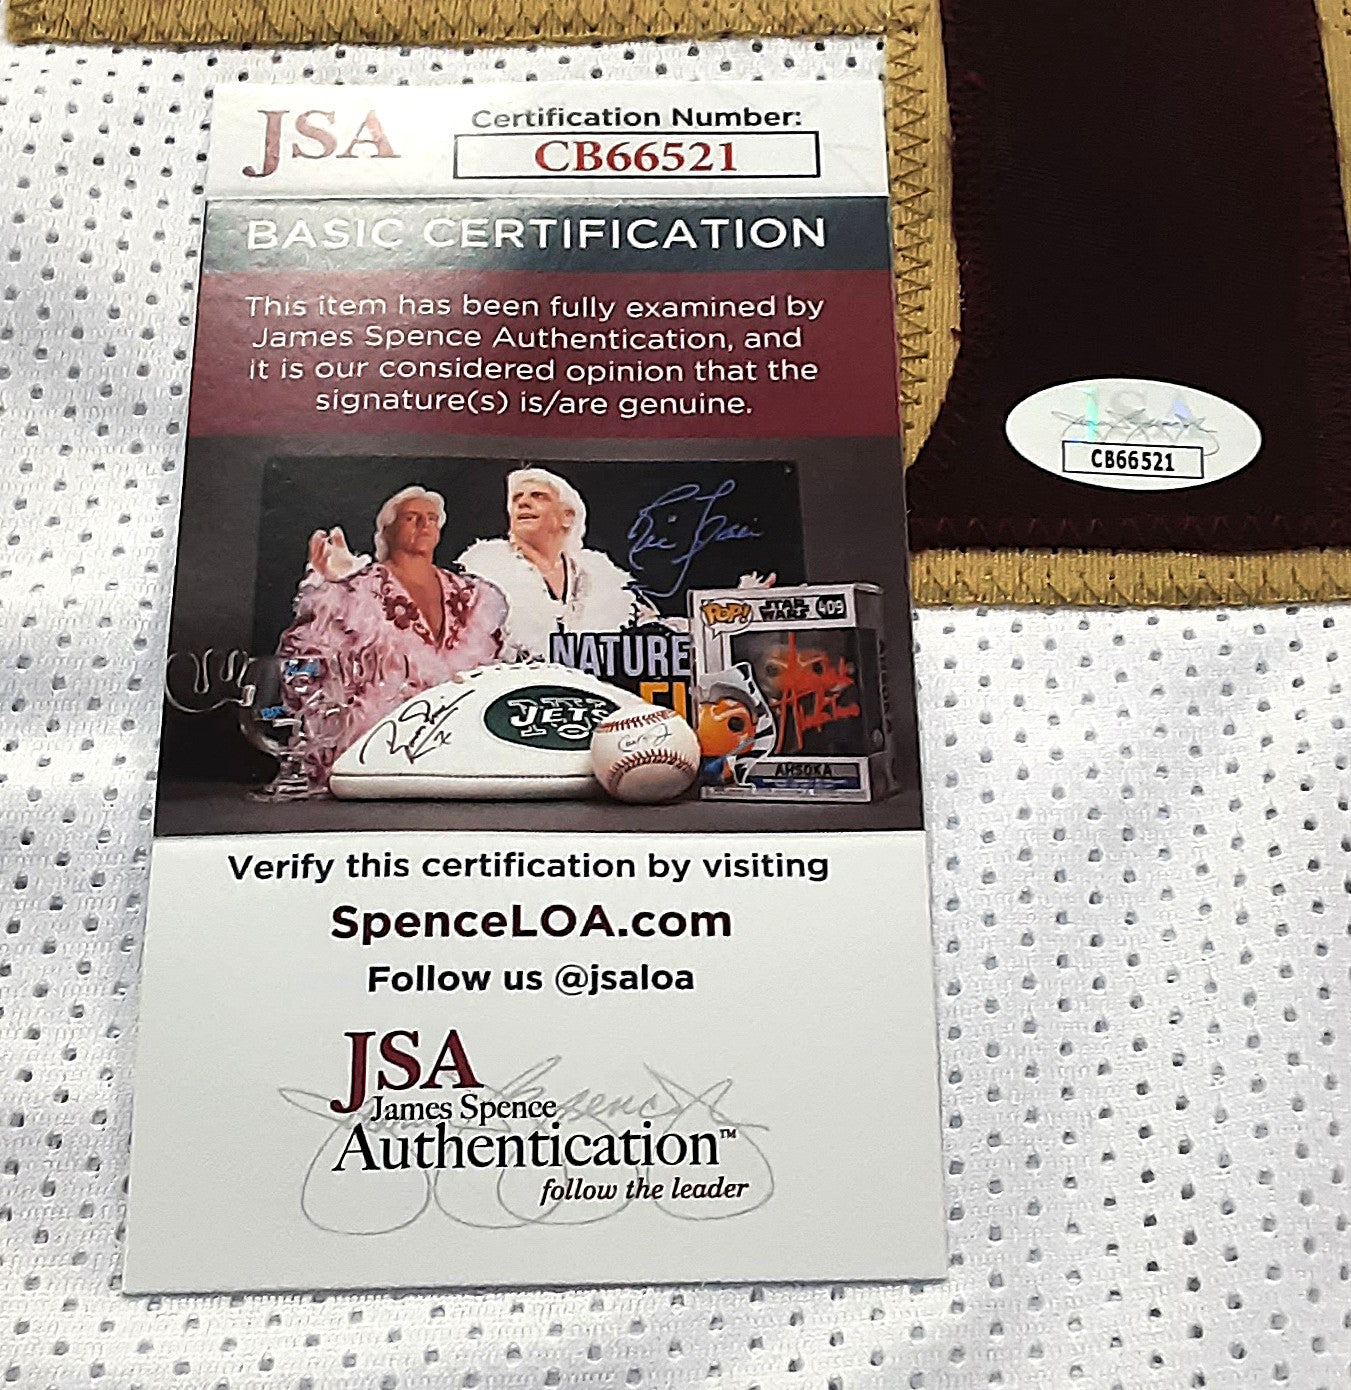 JSA
Certification Number:
CB66521
BASIC CERTIFICATION
This item has been fully examined by
James Spence Authentication, and
it is our considered opinion that the
signature(s) is/are genuine.
NATURE
POP!
STAR
WARS
409
JETS
AHSOKA
Verify this certification by visiting
SpenceLOA.com
Follow us @jsaloa
JSA
James Spence
Authentication™
follow the leader
JSA
CB66521